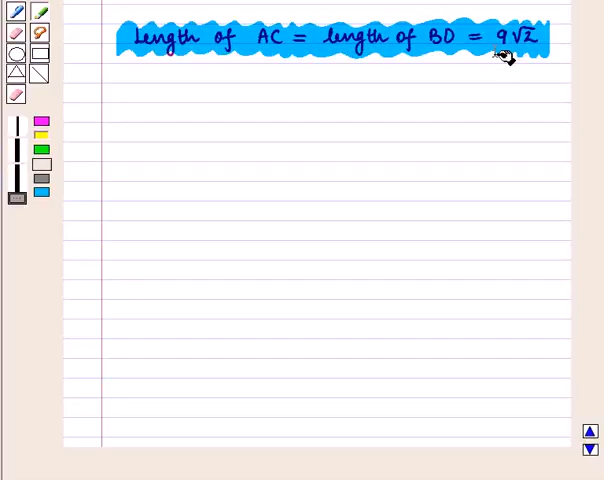 Length of AC = length of BD = 9√2